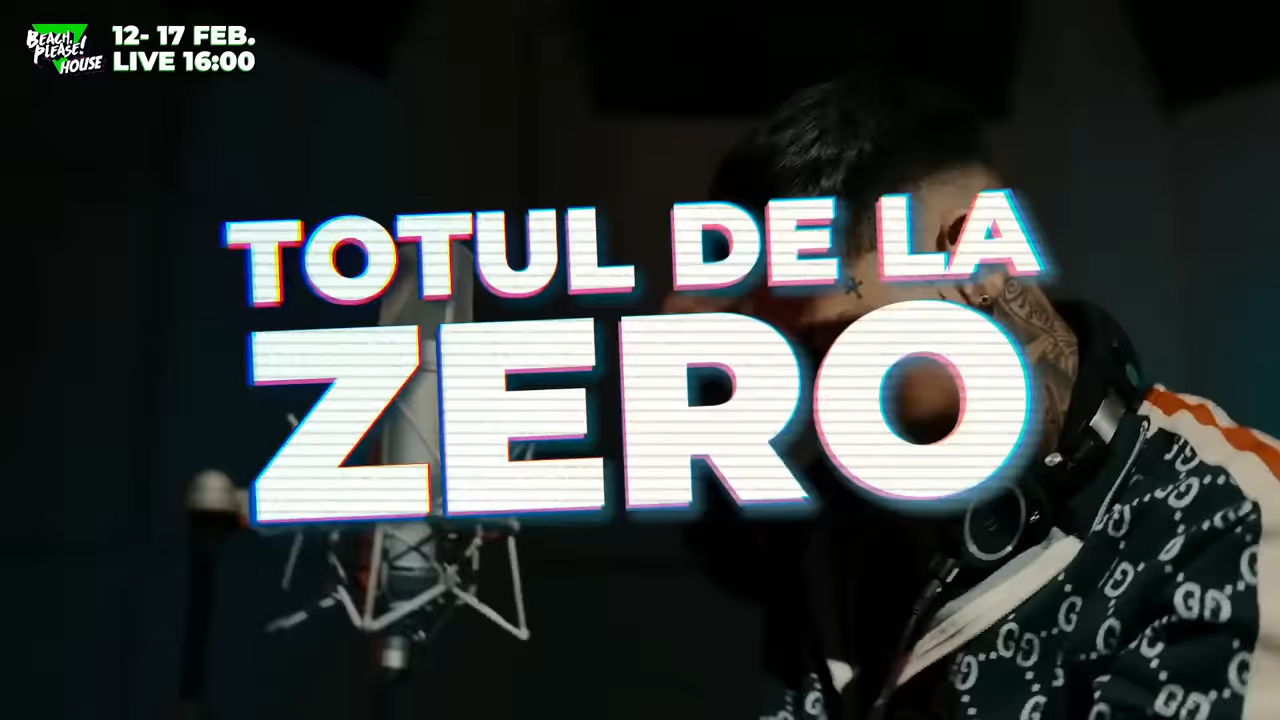 BEACH,
PLEASE!
HOUSE
12- 17 FEB.
LIVE 16:00
TOTUL DE LA
ZERO